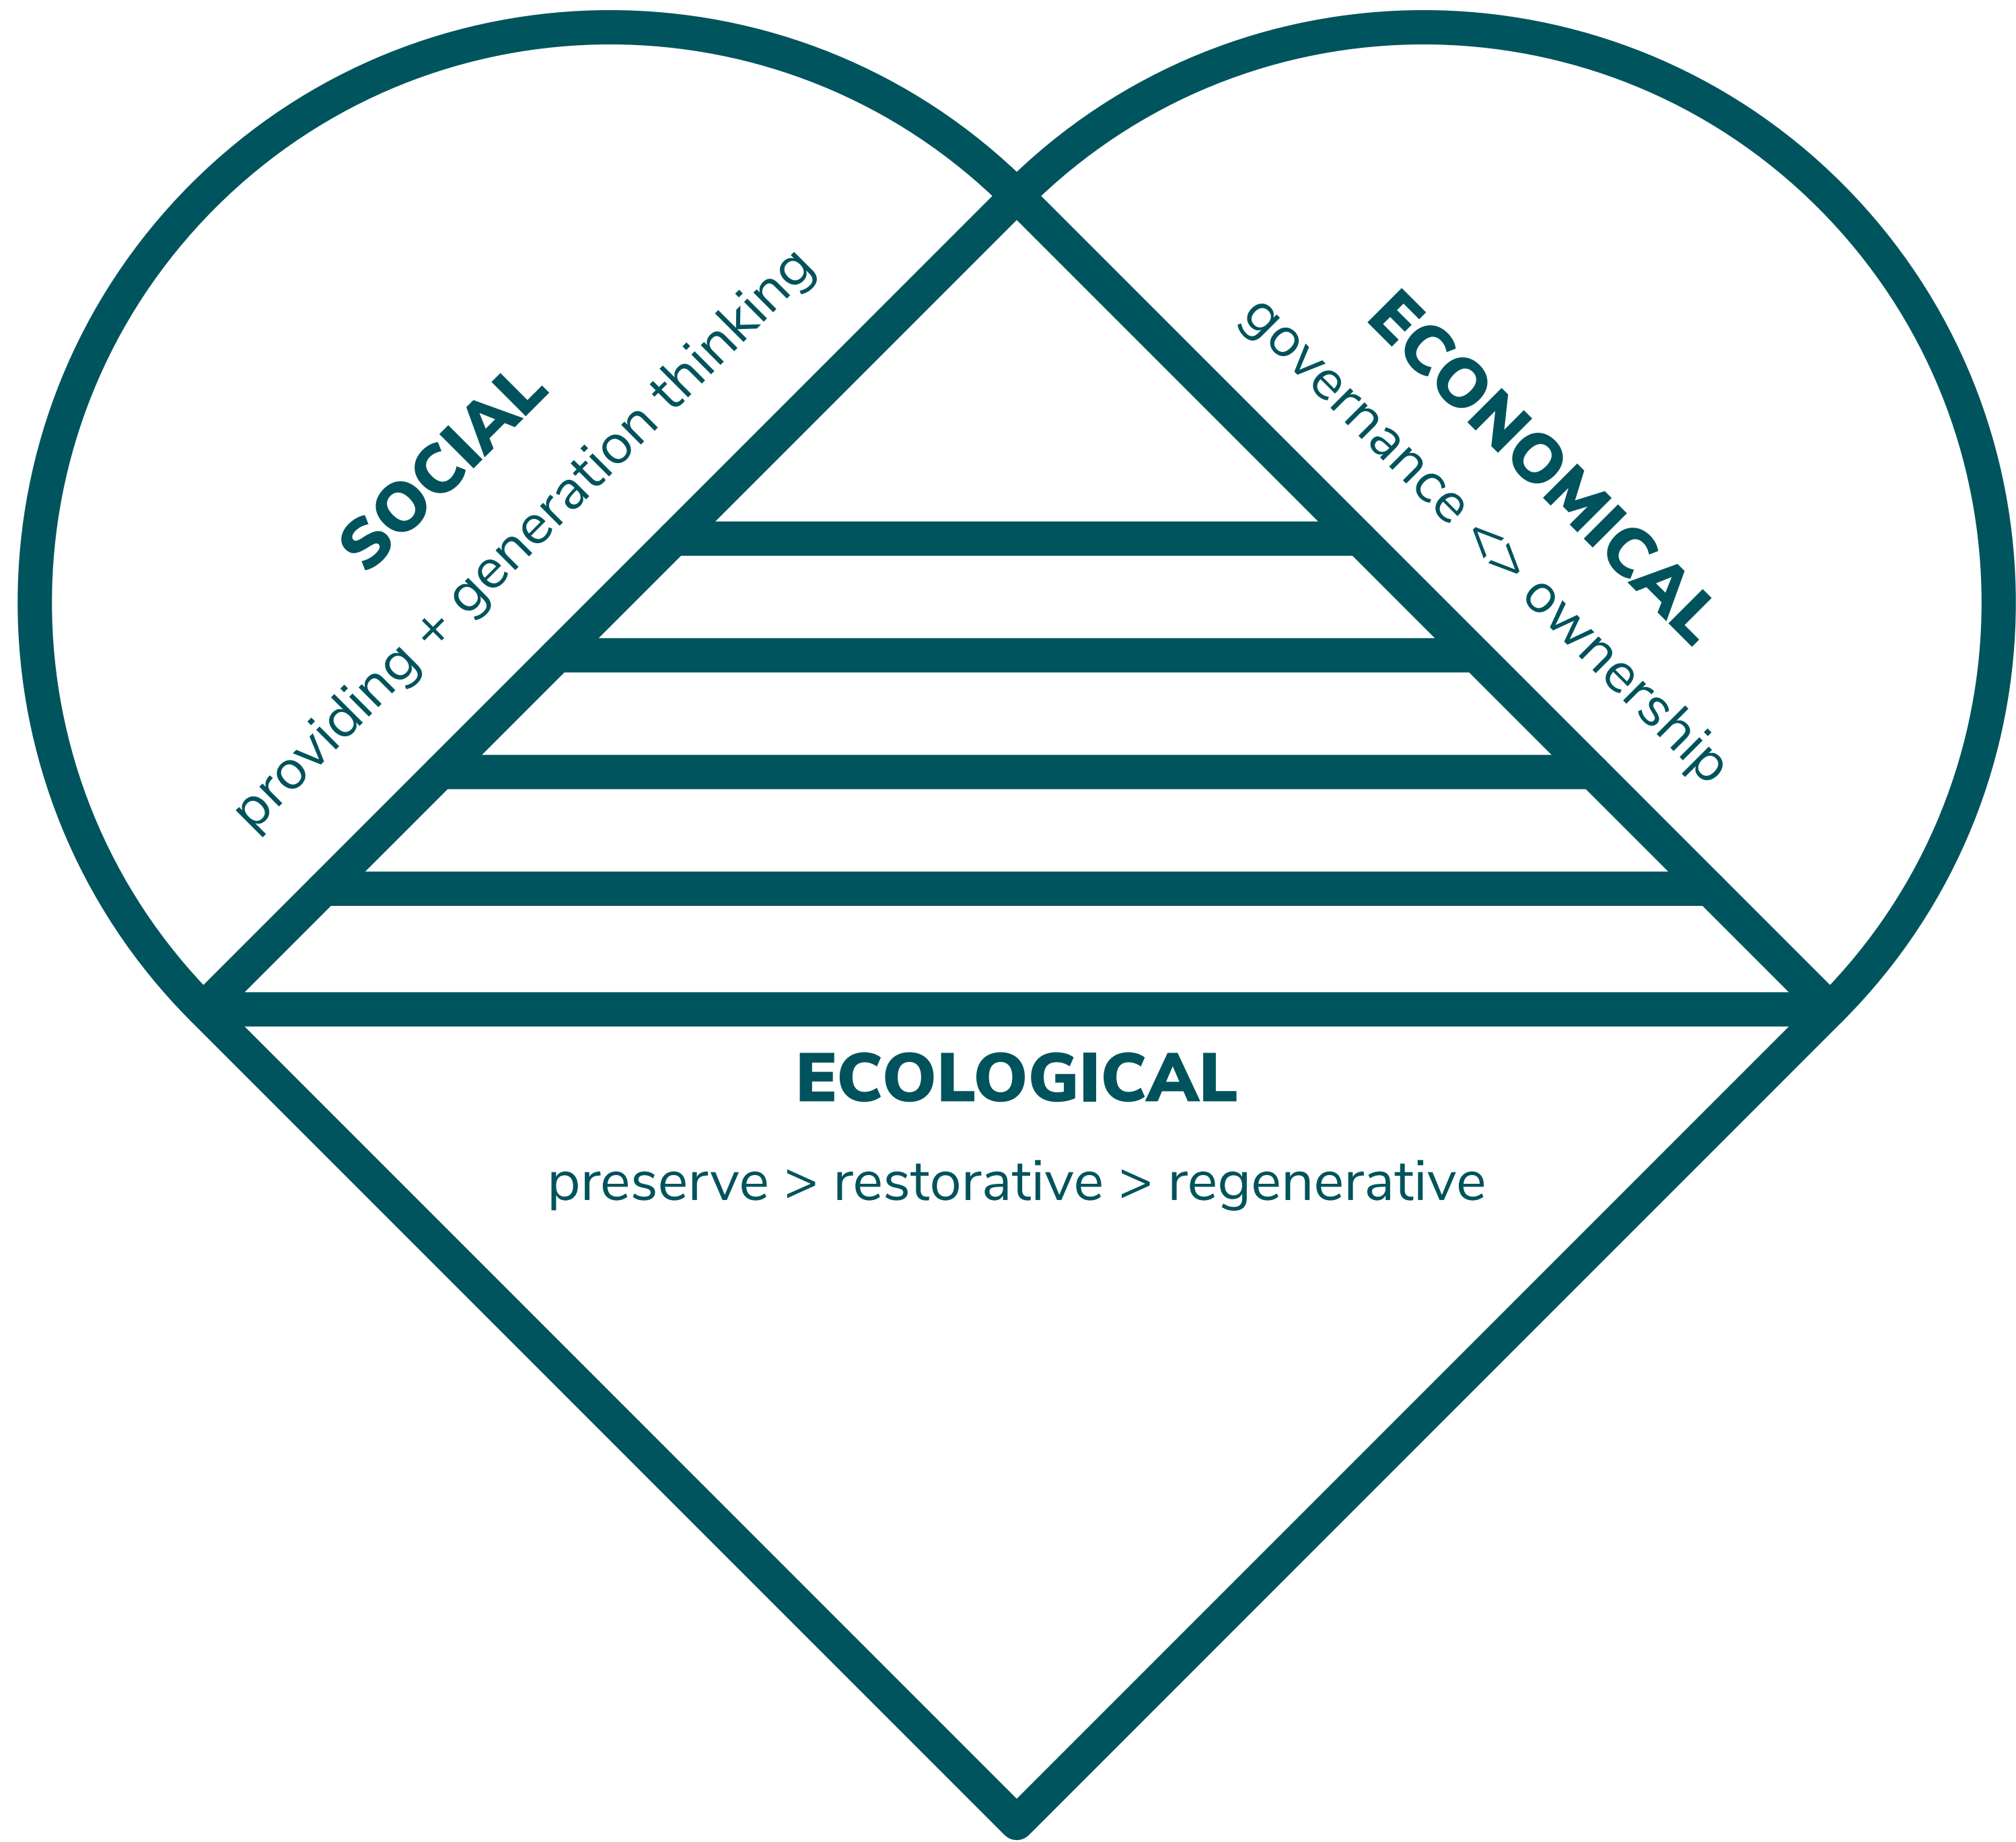 SOCIAL
providing + generation thinking
ECONOMICAL
governance <> ownership
ECOLOGICAL
preserve > restorative > regenerative